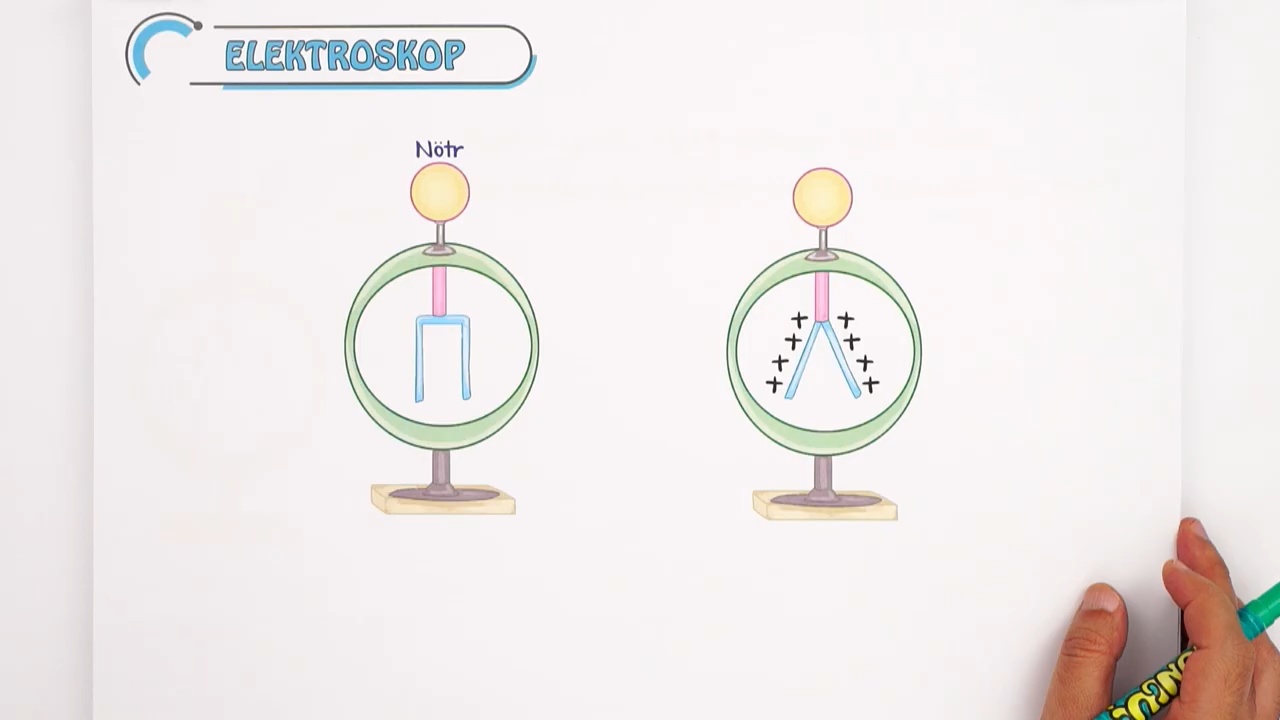 ELEKTROSKOP
Nötr
+ +
+ +
+ +
+ +